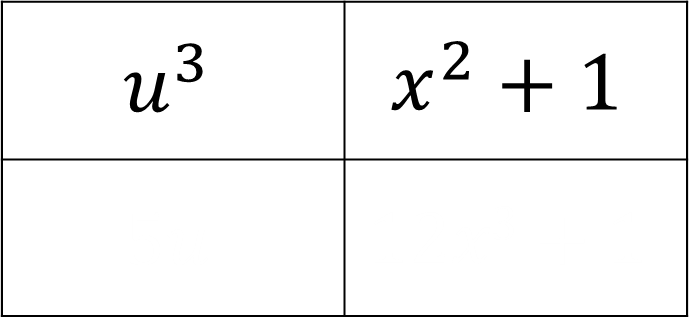 u³ x² + 1